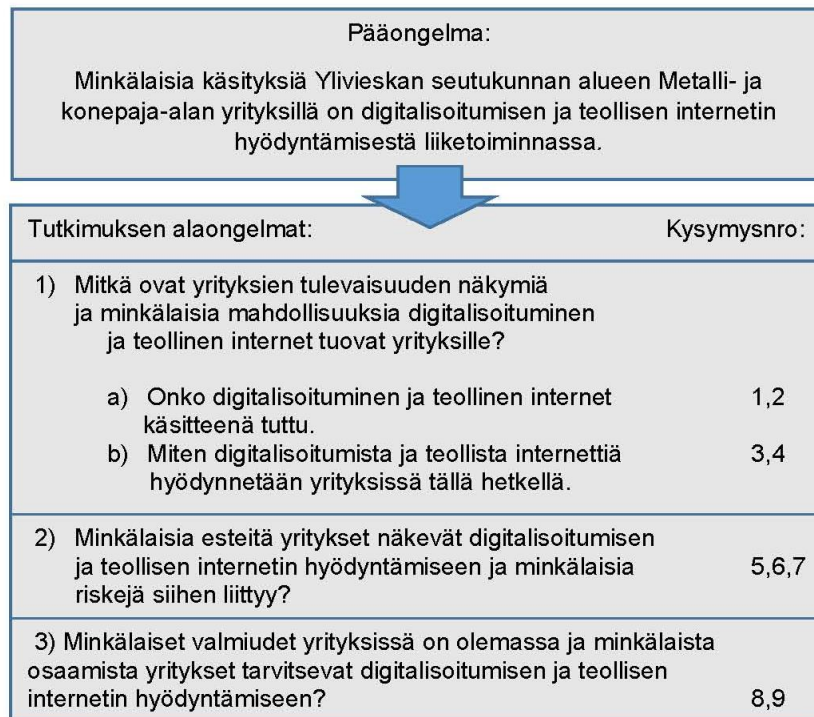 Pääongelma:
Minkälaisia käsityksiä Ylivieskan seutukunnan alueen Metalli- ja
konepaja-alan yrityksillä on digitalisoitumisen ja teollisen internetin
hyödyntämisestä liiketoiminnassa.
Tutkimuksen alaongelmat: Kysymysnro:
1) Mitkä ovat yrityksien tulevaisuuden näkymiä
ja minkälaisia mahdollisuuksia digitalisoituminen
ja teollinen internet tuovat yrityksille?
a) Onko digitalisoituminen ja teollinen internet 1,2
käsitteenä tuttu.
b) Miten digitalisoitumista ja teollista internettiä 3,4
hyödynnetään yrityksissä tällä hetkellä.
2) Minkälaisia esteitä yritykset näkevät digitalisoitumisen
ja teollisen internetin hyödyntämiseen ja minkälaisia 5,6,7
riskejä siihen liittyy?
3) Minkälaiset valmiudet yrityksissä on olemassa ja minkälaista
osaamista yritykset tarvitsevat digitalisoitumisen ja teollisen
internetin hyödyntämiseen? 8,9